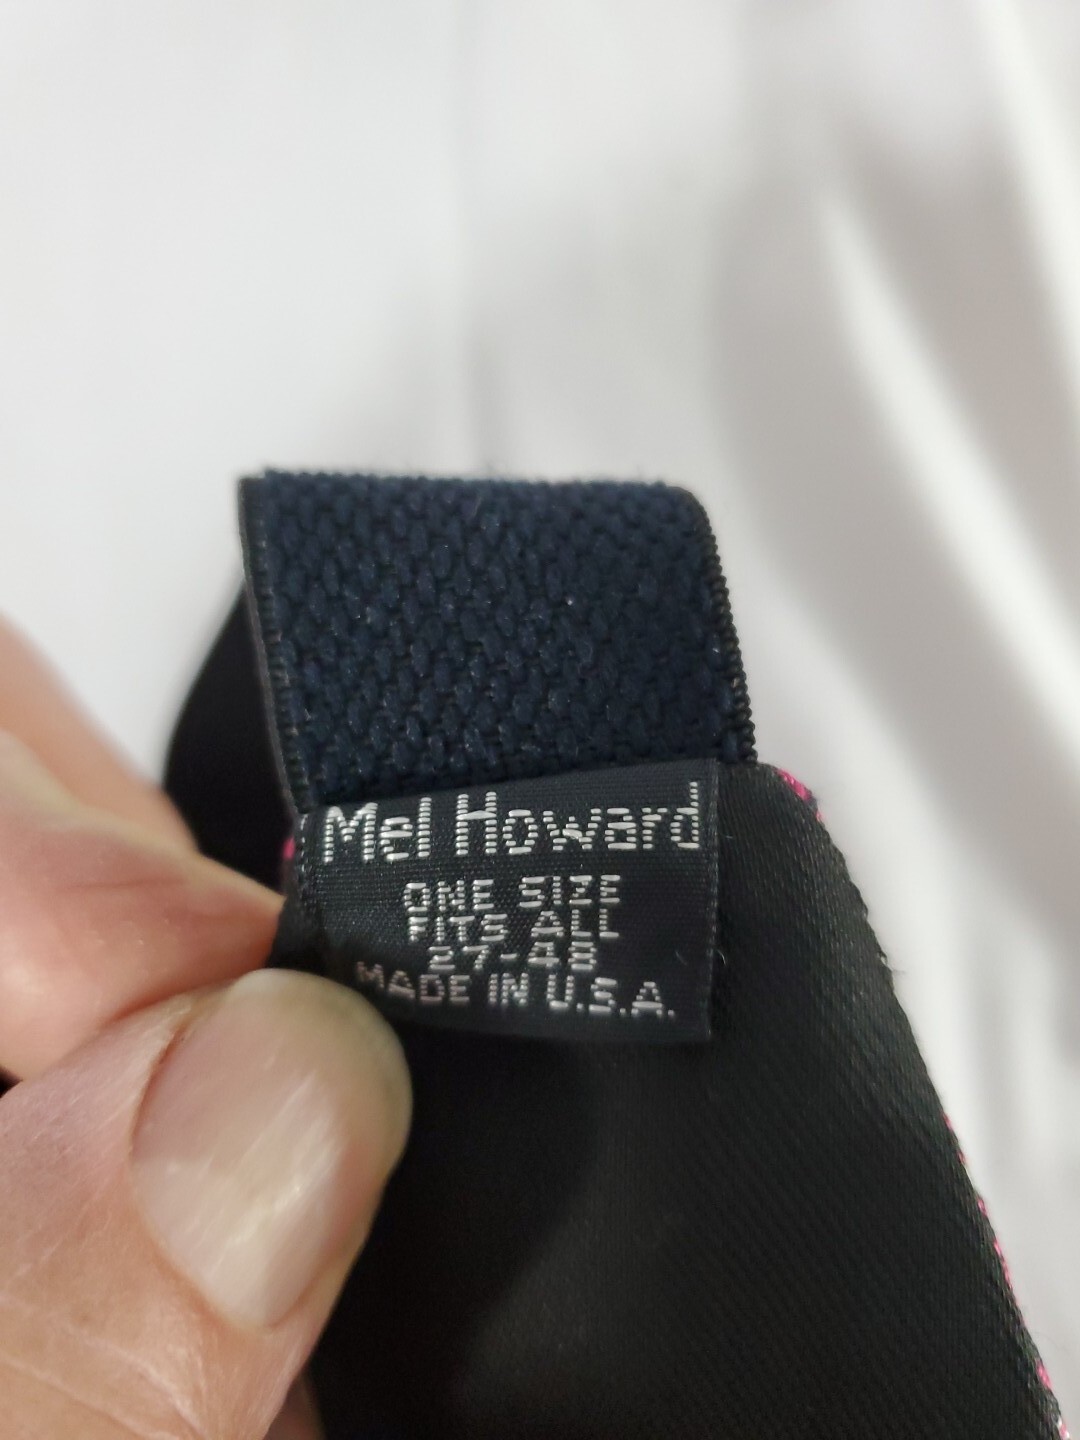 Mel Howard
ONE SIZE
FITS ALL
27-48
MADE IN U.S.A.